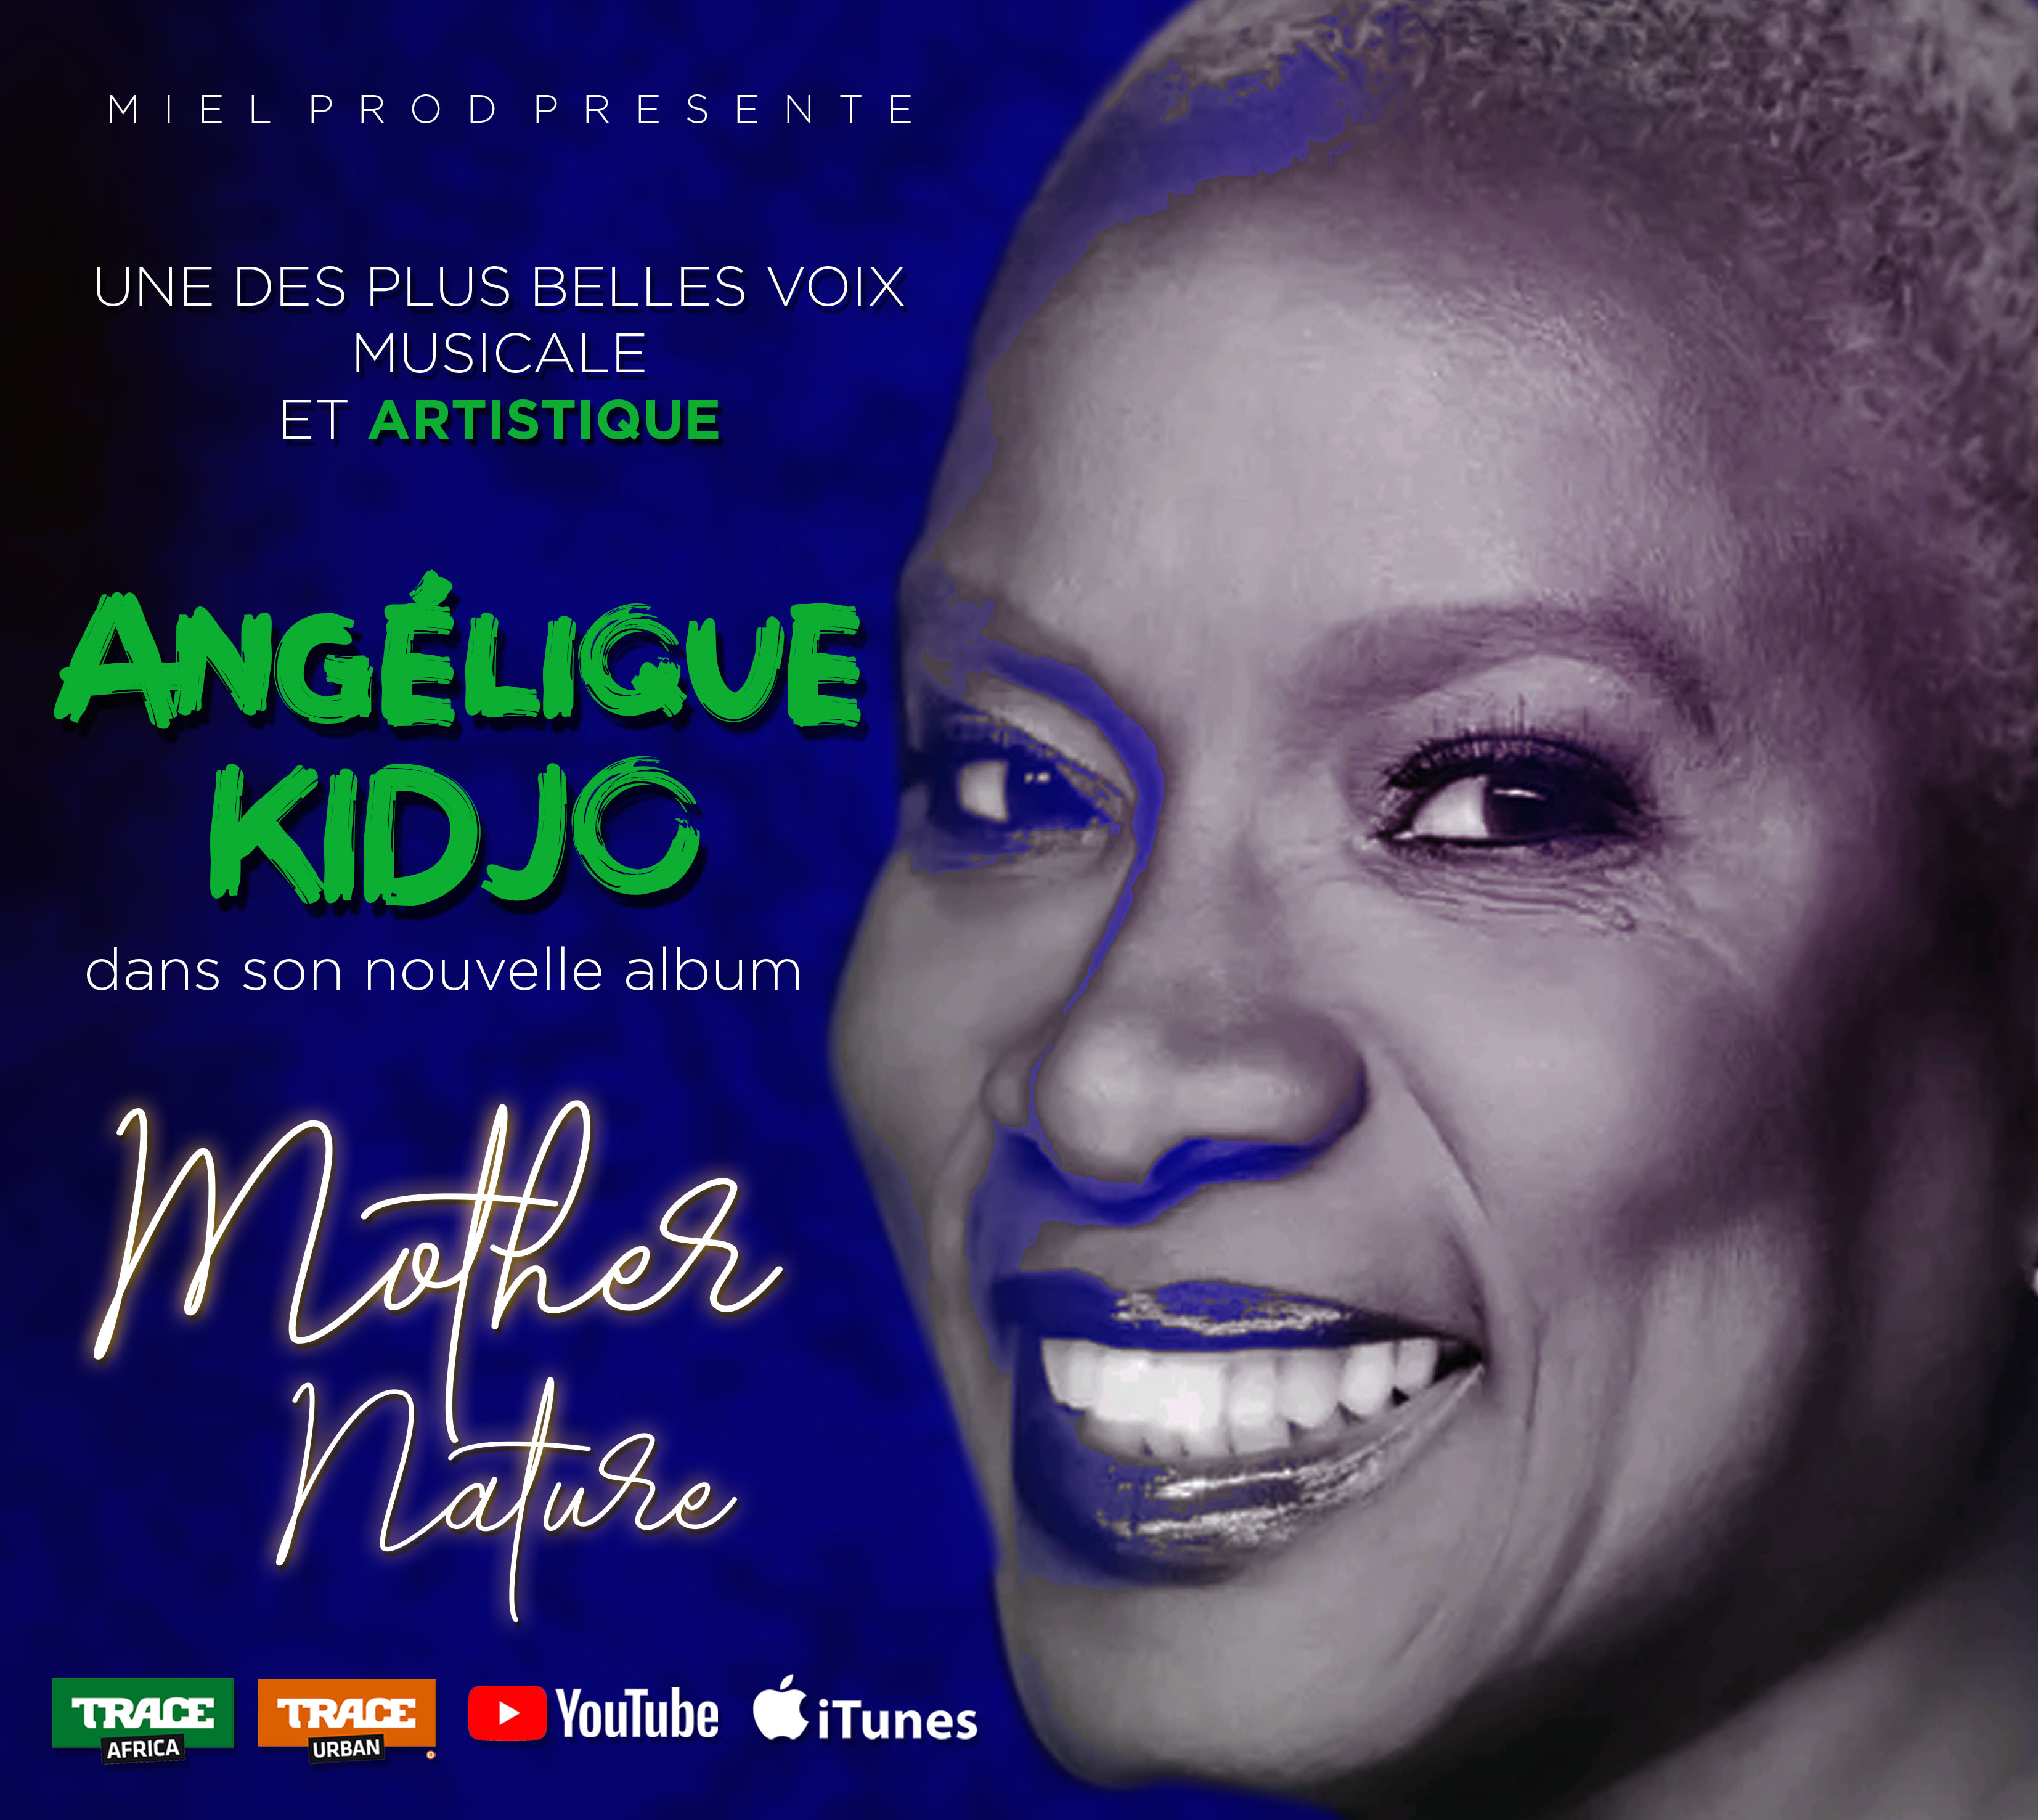 MIEL PROD PRESENTE
UNE DES PLUS BELLES VOIX
MUSICALE
ET ARTISTIQUE
ANGÉLIQUE
KIDJO
dans son nouvelle album
Mother
Nature
TRACE AFRICA TRACE URBAN YouTube iTunes